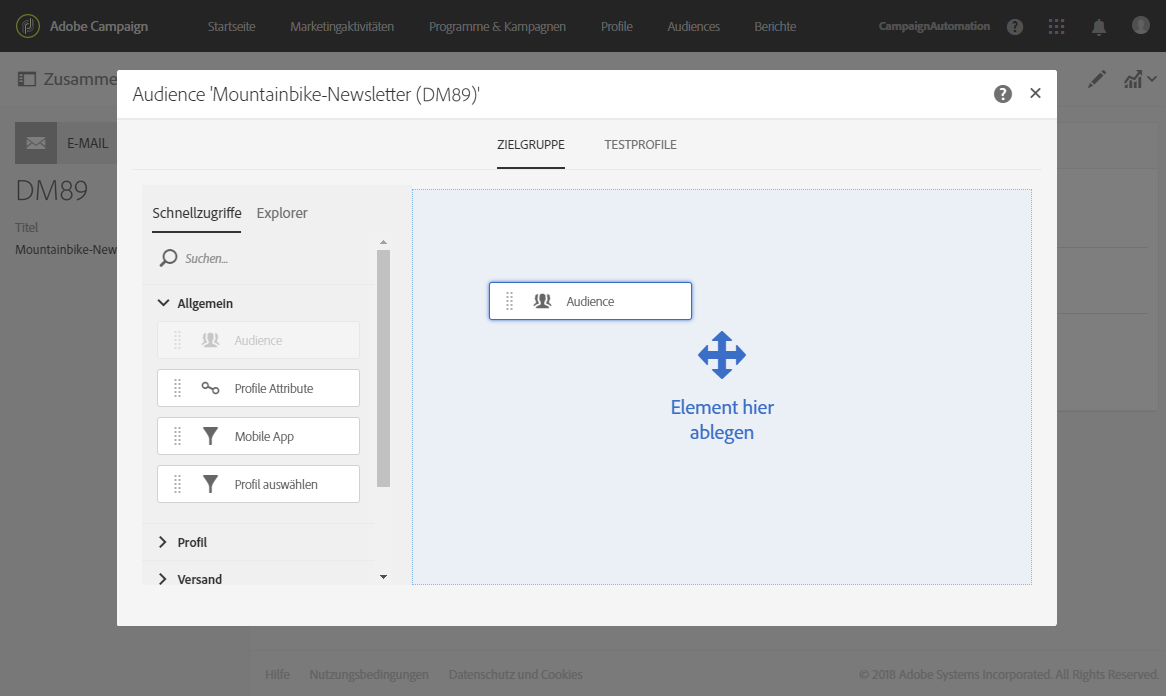 Adobe Campaign Startseite Marketingaktivitäten Programme & Kampagnen Profile Audiences Berichte CampaignAutomation ?
Zusamme
Audience 'Mountainbike-Newsletter (DM89)' ?
E-MAIL
ZIELGRUPPE TESTPROFILE
DM89
Titel
Mountainbike-New
Schnellzugriffe Explorer
Suchen...
Allgemein
Audience
Profile Attribute
Mobile App
Profil auswählen
Profil
Versand
Audience
Element hier
ablegen
Hilfe Nutzungsbedingungen Datenschutz und Cookies © 2018 Adobe Systems Incorporated. All Rights Reserved.